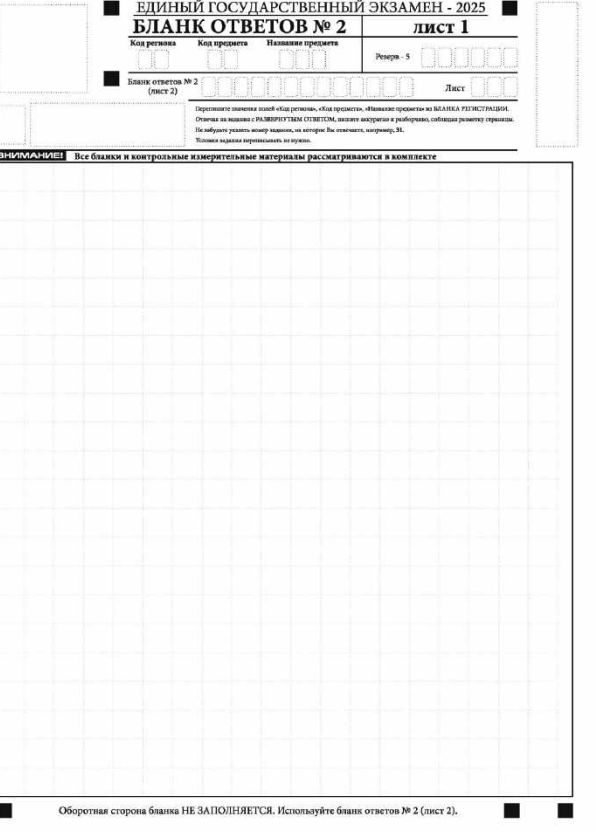 ЕДИНЫЙ ГОСУДАРСТВЕННЫЙ ЭКЗАМЕН - 2025
БЛАНК ОТВЕТОВ № 2
лист 1
Код региона Код предмета Название предмета
Резерв - 5
Бланк ответов № 2
(лист 2)
Лист
Перепишите значения полей «Код региона», «Код предмета», «Название предмета» из БЛАНКА РЕГИСТРАЦИИ.
Отвечая на задания с РАЗВЕРНУТЫМ ОТВЕТОМ, пишите аккуратно и разборчиво, соблюдая разметку страницы.
Не забудьте указать номер задания, на которое Вы отвечаете, например, 31.
Условия задания переписывать не нужно.
ВНИМАНИЕ! Все бланки и контрольные измерительные материалы рассматриваются в комплекте
Оборотная сторона бланка НЕ ЗАПОЛНЯЕТСЯ. Используйте бланк ответов № 2 (лист 2).